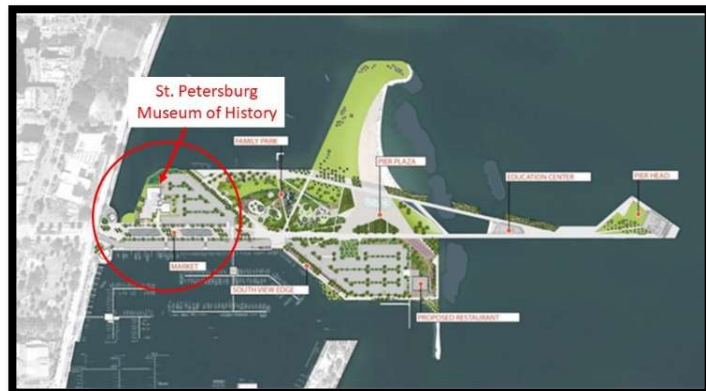 St. Petersburg
Museum of History
FAMILY PARK
PIER PLAZA
EDUCATION CENTER
PIER HEAD
MARKET
SOUTH VIEW EDGE
PROPOSED RESTAURANT